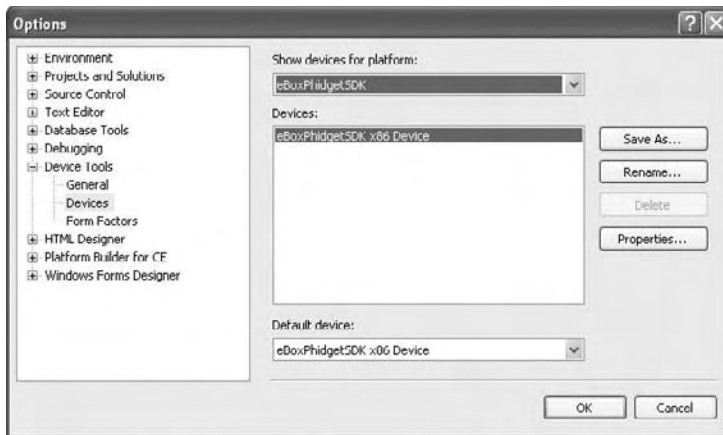 Options
Environment
Projects and Solutions
Source Control
Text Editor
Database Tools
Debugging
Device Tools
General
Devices
Form Factors
HTML Designer
Platform Builder for CE
Windows Forms Designer
Show devices for platform:
eBoxPhidgetSDK
Devices:
eBoxPhidgetSDK x86 Device
Save As...
Rename...
Delete
Properties...
Default device:
eBoxPhidgetSDK x86 Device
OK
Cancel